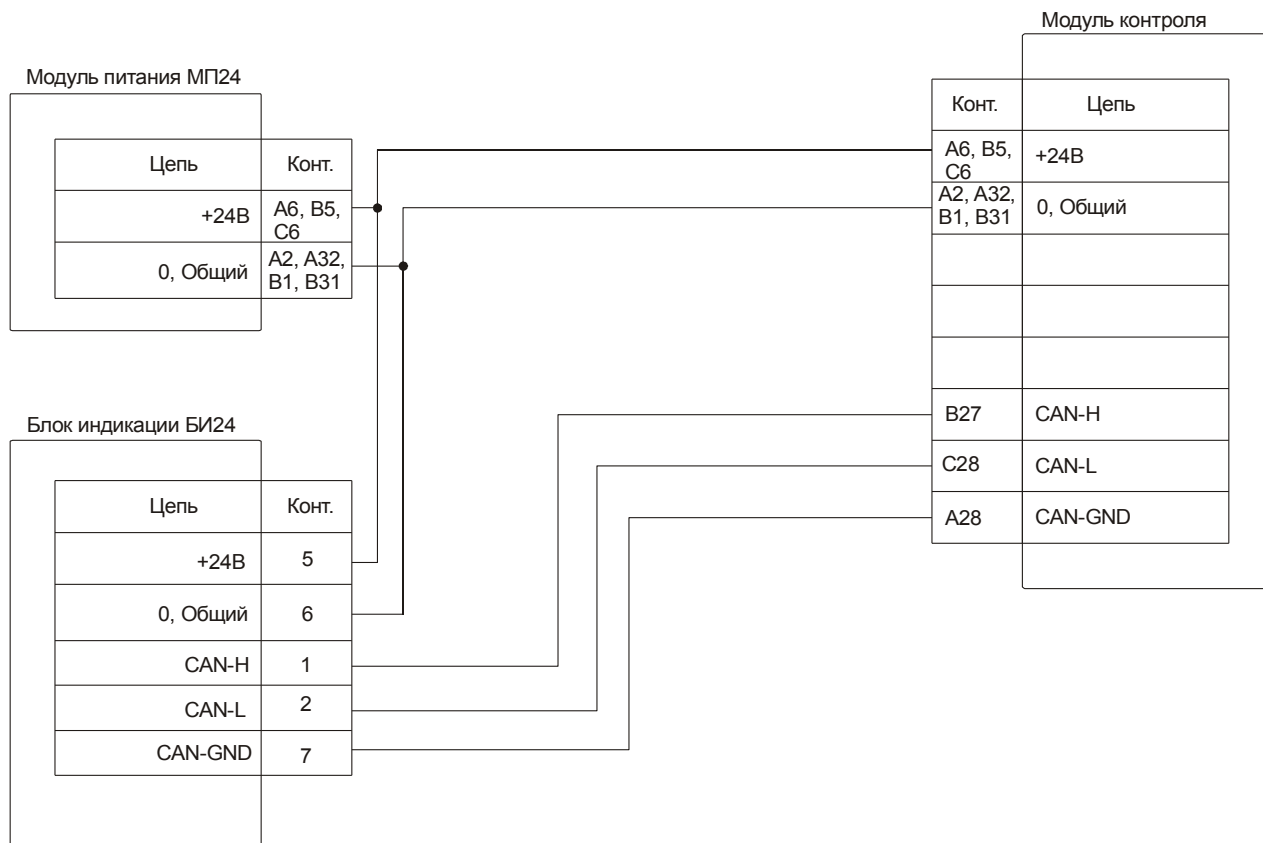 Модуль контроля
Модуль питания МП24
Конт. Цепь
A6, B5, C6 +24В
A2, A32, B1, B31 0, Общий
B27 CAN-H
C28 CAN-L
A28 CAN-GND
Цепь Конт.
+24В A6, B5, C6
0, Общий A2, A32, B1, B31
Блок индикации БИ24
Цепь Конт.
+24В 5
0, Общий 6
CAN-H 1
CAN-L 2
CAN-GND 7